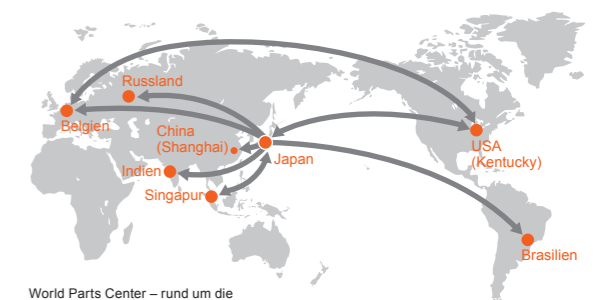 Russland
Belgien
China
(Shanghai)
Japan
USA
(Kentucky)
Indien
Singapur
Brasilien
World Parts Center – rund um die